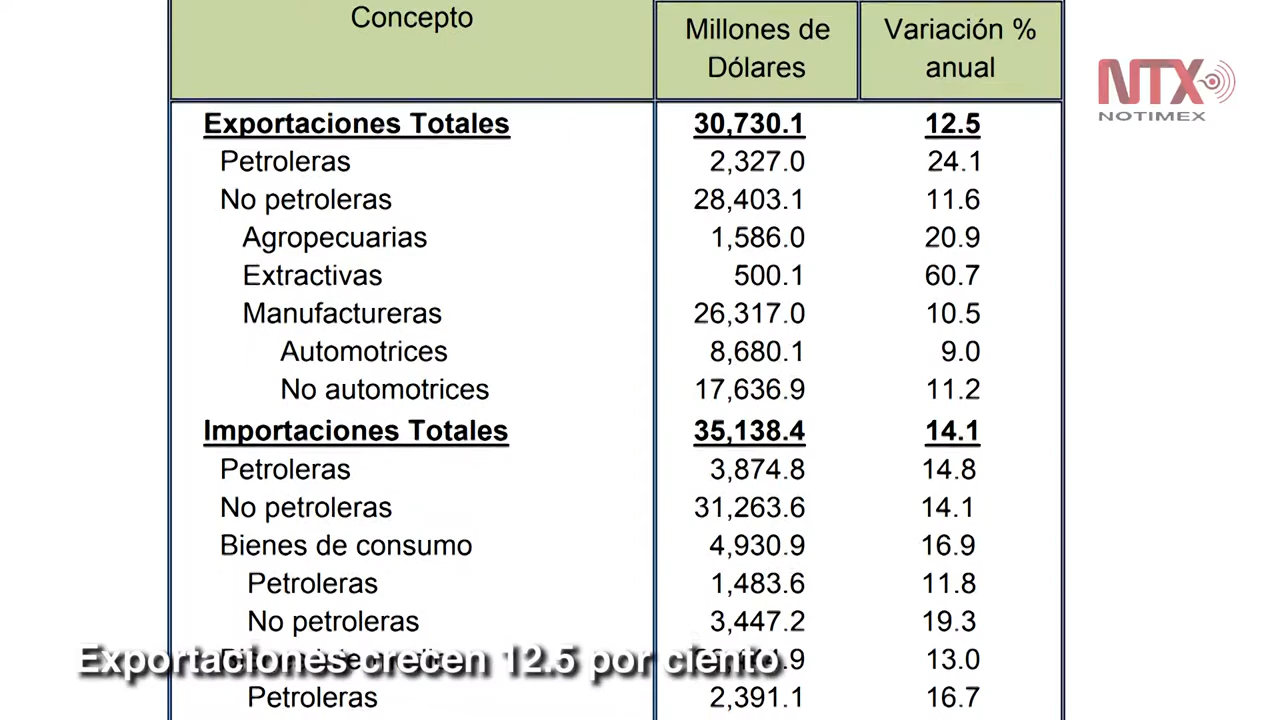 Concepto
Millones de Dólares
Variación % anual
NTX
NOTIMEX
Exportaciones Totales 30,730.1 12.5
Petroleras 2,327.0 24.1
No petroleras 28,403.1 11.6
Agropecuarias 1,586.0 20.9
Extractivas 500.1 60.7
Manufactureras 26,317.0 10.5
Automotrices 8,680.1 9.0
No automotrices 17,636.9 11.2
Importaciones Totales 35,138.4 14.1
Petroleras 3,874.8 14.8
No petroleras 31,263.6 14.1
Bienes de consumo 4,930.9 16.9
Petroleras 1,483.6 11.8
No petroleras 3,447.2 19.3
13.0
Exportaciones crecen 12.5 por ciento
Petroleras 2,391.1 16.7